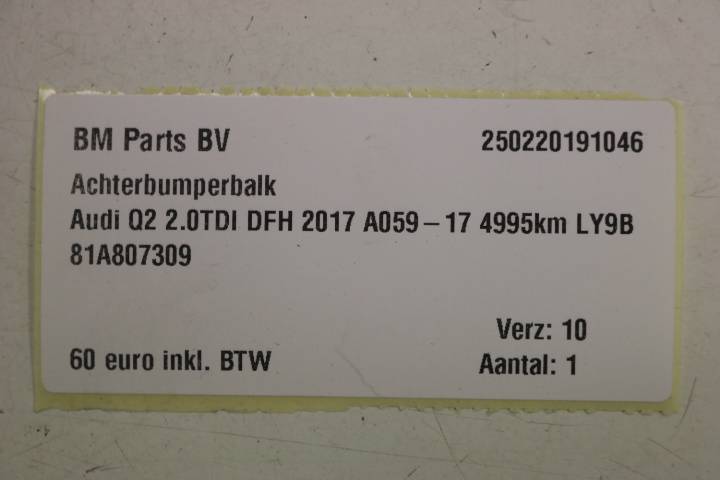 BM Parts BV 250220191046
Achterbumperbalk
Audi Q2 2.0TDI DFH 2017 A059-17 4995km LY9B
81A807309
Verz: 10
60 euro inkl. BTW Aantal: 1